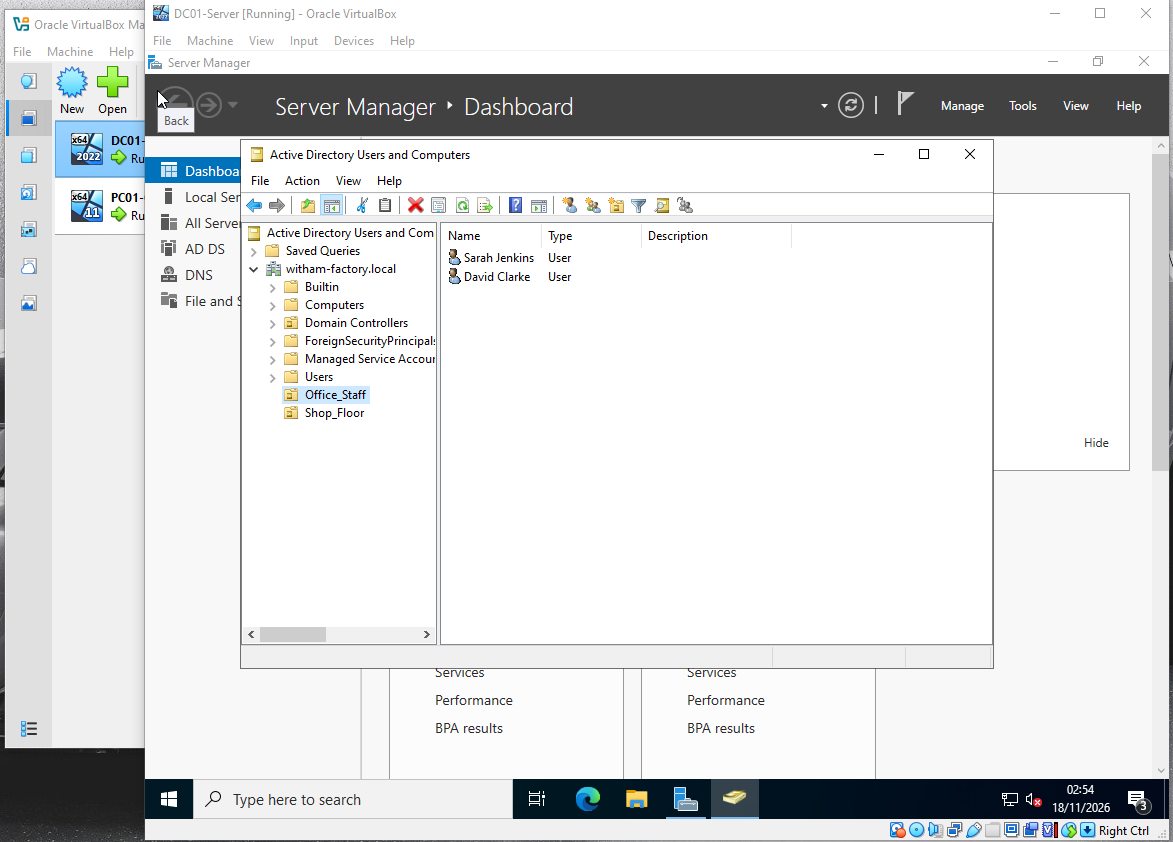 Oracle VirtualBox Ma
File Machine Help
New Open
x64 2022 DC01-
Ru
x64 11 PC01-
Ru
DC01-Server [Running] - Oracle VirtualBox
File Machine View Input Devices Help
Server Manager
Back
Server Manager Dashboard
Manage Tools View Help
Dashboa
Local Ser
All Server
AD DS
DNS
File and S
Active Directory Users and Computers
File Action View Help
Active Directory Users and Com
Saved Queries
witham-factory.local
Builtin
Computers
Domain Controllers
ForeignSecurityPrincipals
Managed Service Accour
Users
Office_Staff
Shop_Floor
Name Type Description
Sarah Jenkins User
David Clarke User
Hide
Services Services
Performance Performance
BPA results BPA results
Type here to search
02:54
18/11/2026
3
Right Ctrl